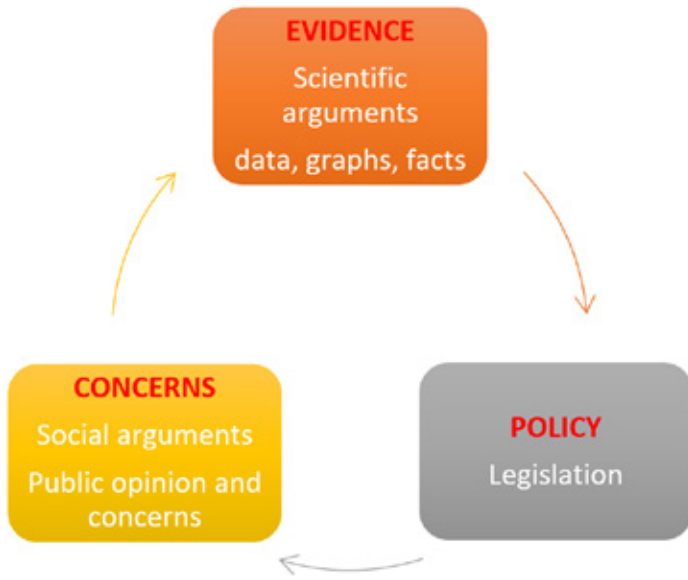 EVIDENCE
Scientific
arguments
data, graphs, facts
CONCERNS
Social arguments
Public opinion and
concerns
POLICY
Legislation